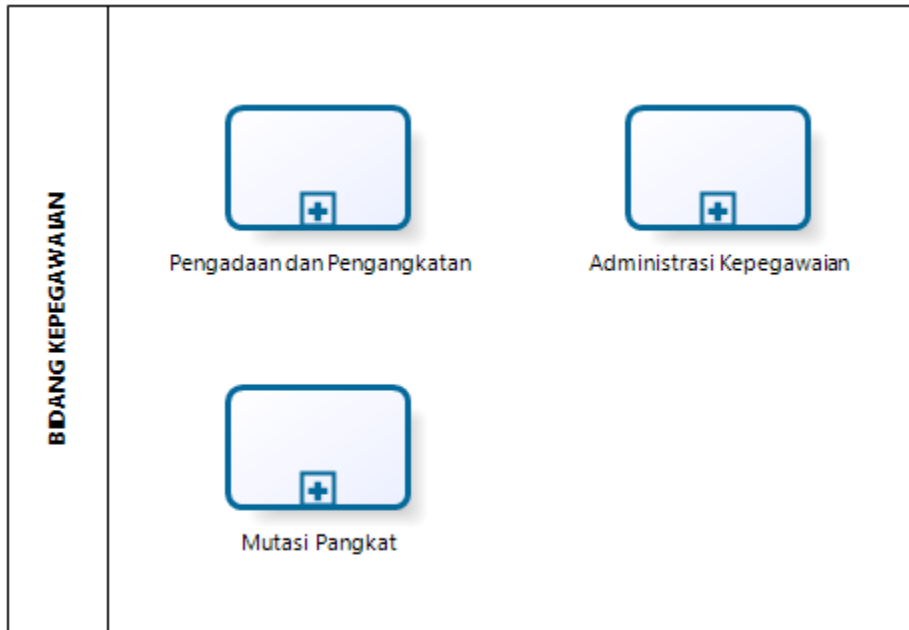 BIDANG KEPEGAWAIAN
Pengadaan dan Pengangkatan
Administrasi Kepegawaian
Mutasi Pangkat